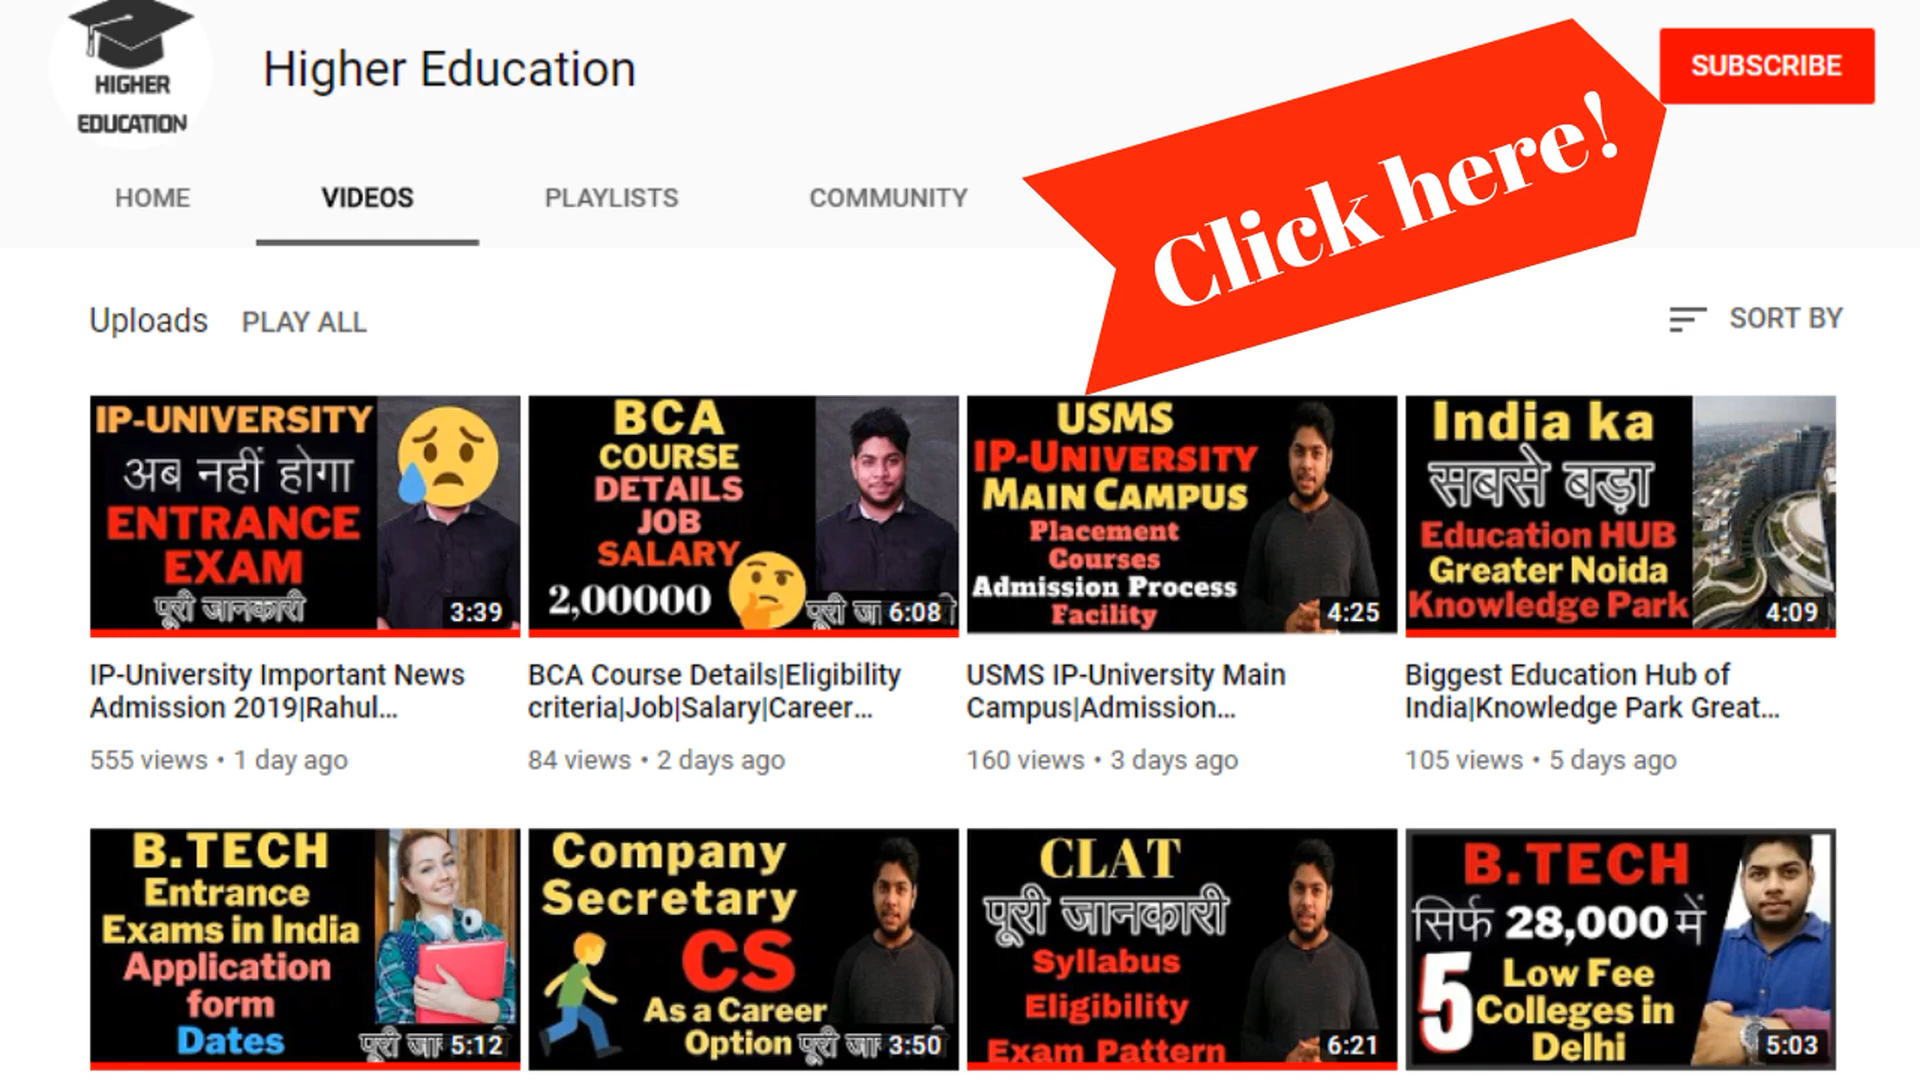 HIGHER
EDUCATION
Higher Education
SUBSCRIBE
Click here!
HOME
VIDEOS
PLAYLISTS
COMMUNITY
Uploads
PLAY ALL
SORT BY
IP-UNIVERSITY
अब नहीं होगा
ENTRANCE
EXAM
पूरी जानकारी
3:39
BCA
COURSE
DETAILS
JOB
SALARY
2,00000
पूरी
6:08
USMS
IP-UNIVERSITY
MAIN CAMPUS
Placement
Courses
Admission Process
Facility
4:25
India ka
सबसे बड़ा
Education HUB
Greater Noida
Knowledge Park
4:09
IP-University Important News
Admission 2019|Rahul...
555 views • 1 day ago
BCA Course Details|Eligibility
criteria|Job|Salary|Career...
84 views • 2 days ago
USMS IP-University Main
Campus|Admission...
160 views • 3 days ago
Biggest Education Hub of
India|Knowledge Park Great...
105 views • 5 days ago
B.TECH
Entrance
Exams in India
Application
form
Dates
पूरी
5:12
Company
Secretary
CS
As a Career
Option
पूरी
3:50
CLAT
पूरी जानकारी
Syllabus
Eligibility
Exam Pattern
6:21
B.TECH
सिर्फ 28,000 में
5 Low Fee
Colleges in
Delhi
5:03